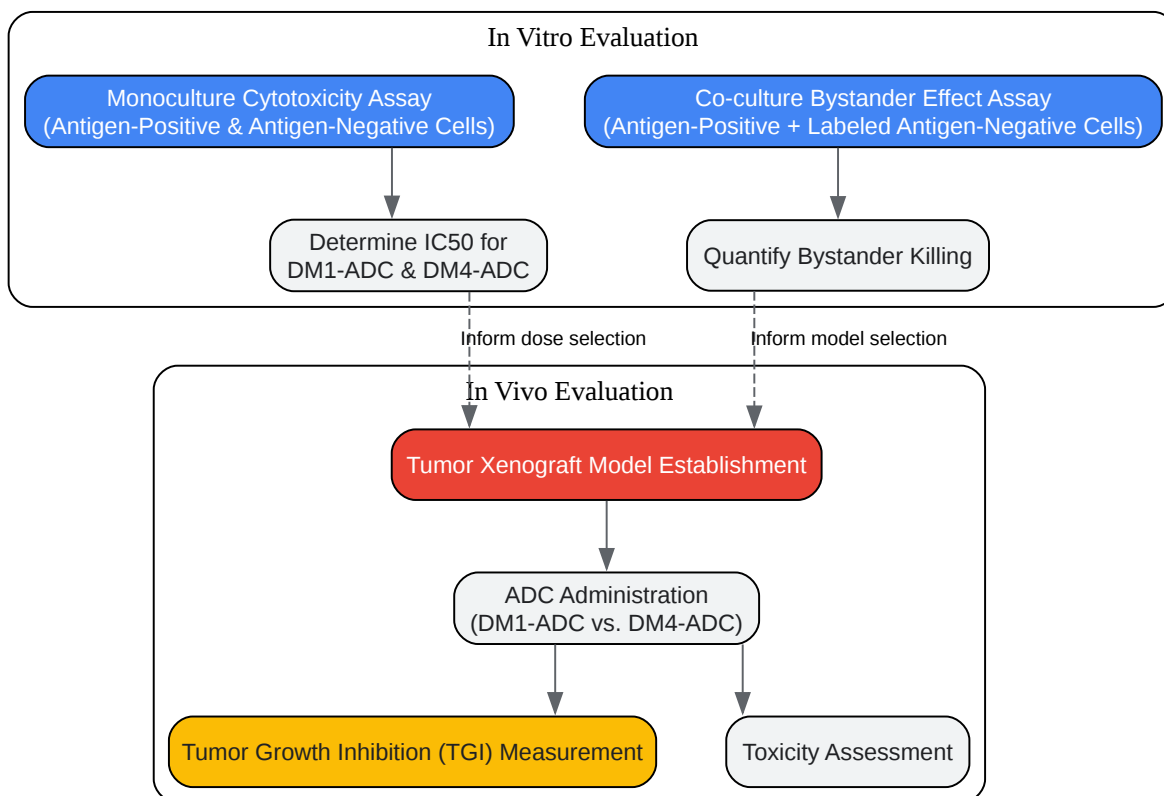 In Vitro Evaluation
Monoculture Cytotoxicity Assay
(Antigen-Positive & Antigen-Negative Cells)
Co-culture Bystander Effect Assay
(Antigen-Positive + Labeled Antigen-Negative Cells)
Determine IC50 for
DM1-ADC & DM4-ADC
Quantify Bystander Killing
Inform dose selection
Inform model selection
In Vivo Evaluation
Tumor Xenograft Model Establishment
ADC Administration
(DM1-ADC vs. DM4-ADC)
Tumor Growth Inhibition (TGI) Measurement
Toxicity Assessment